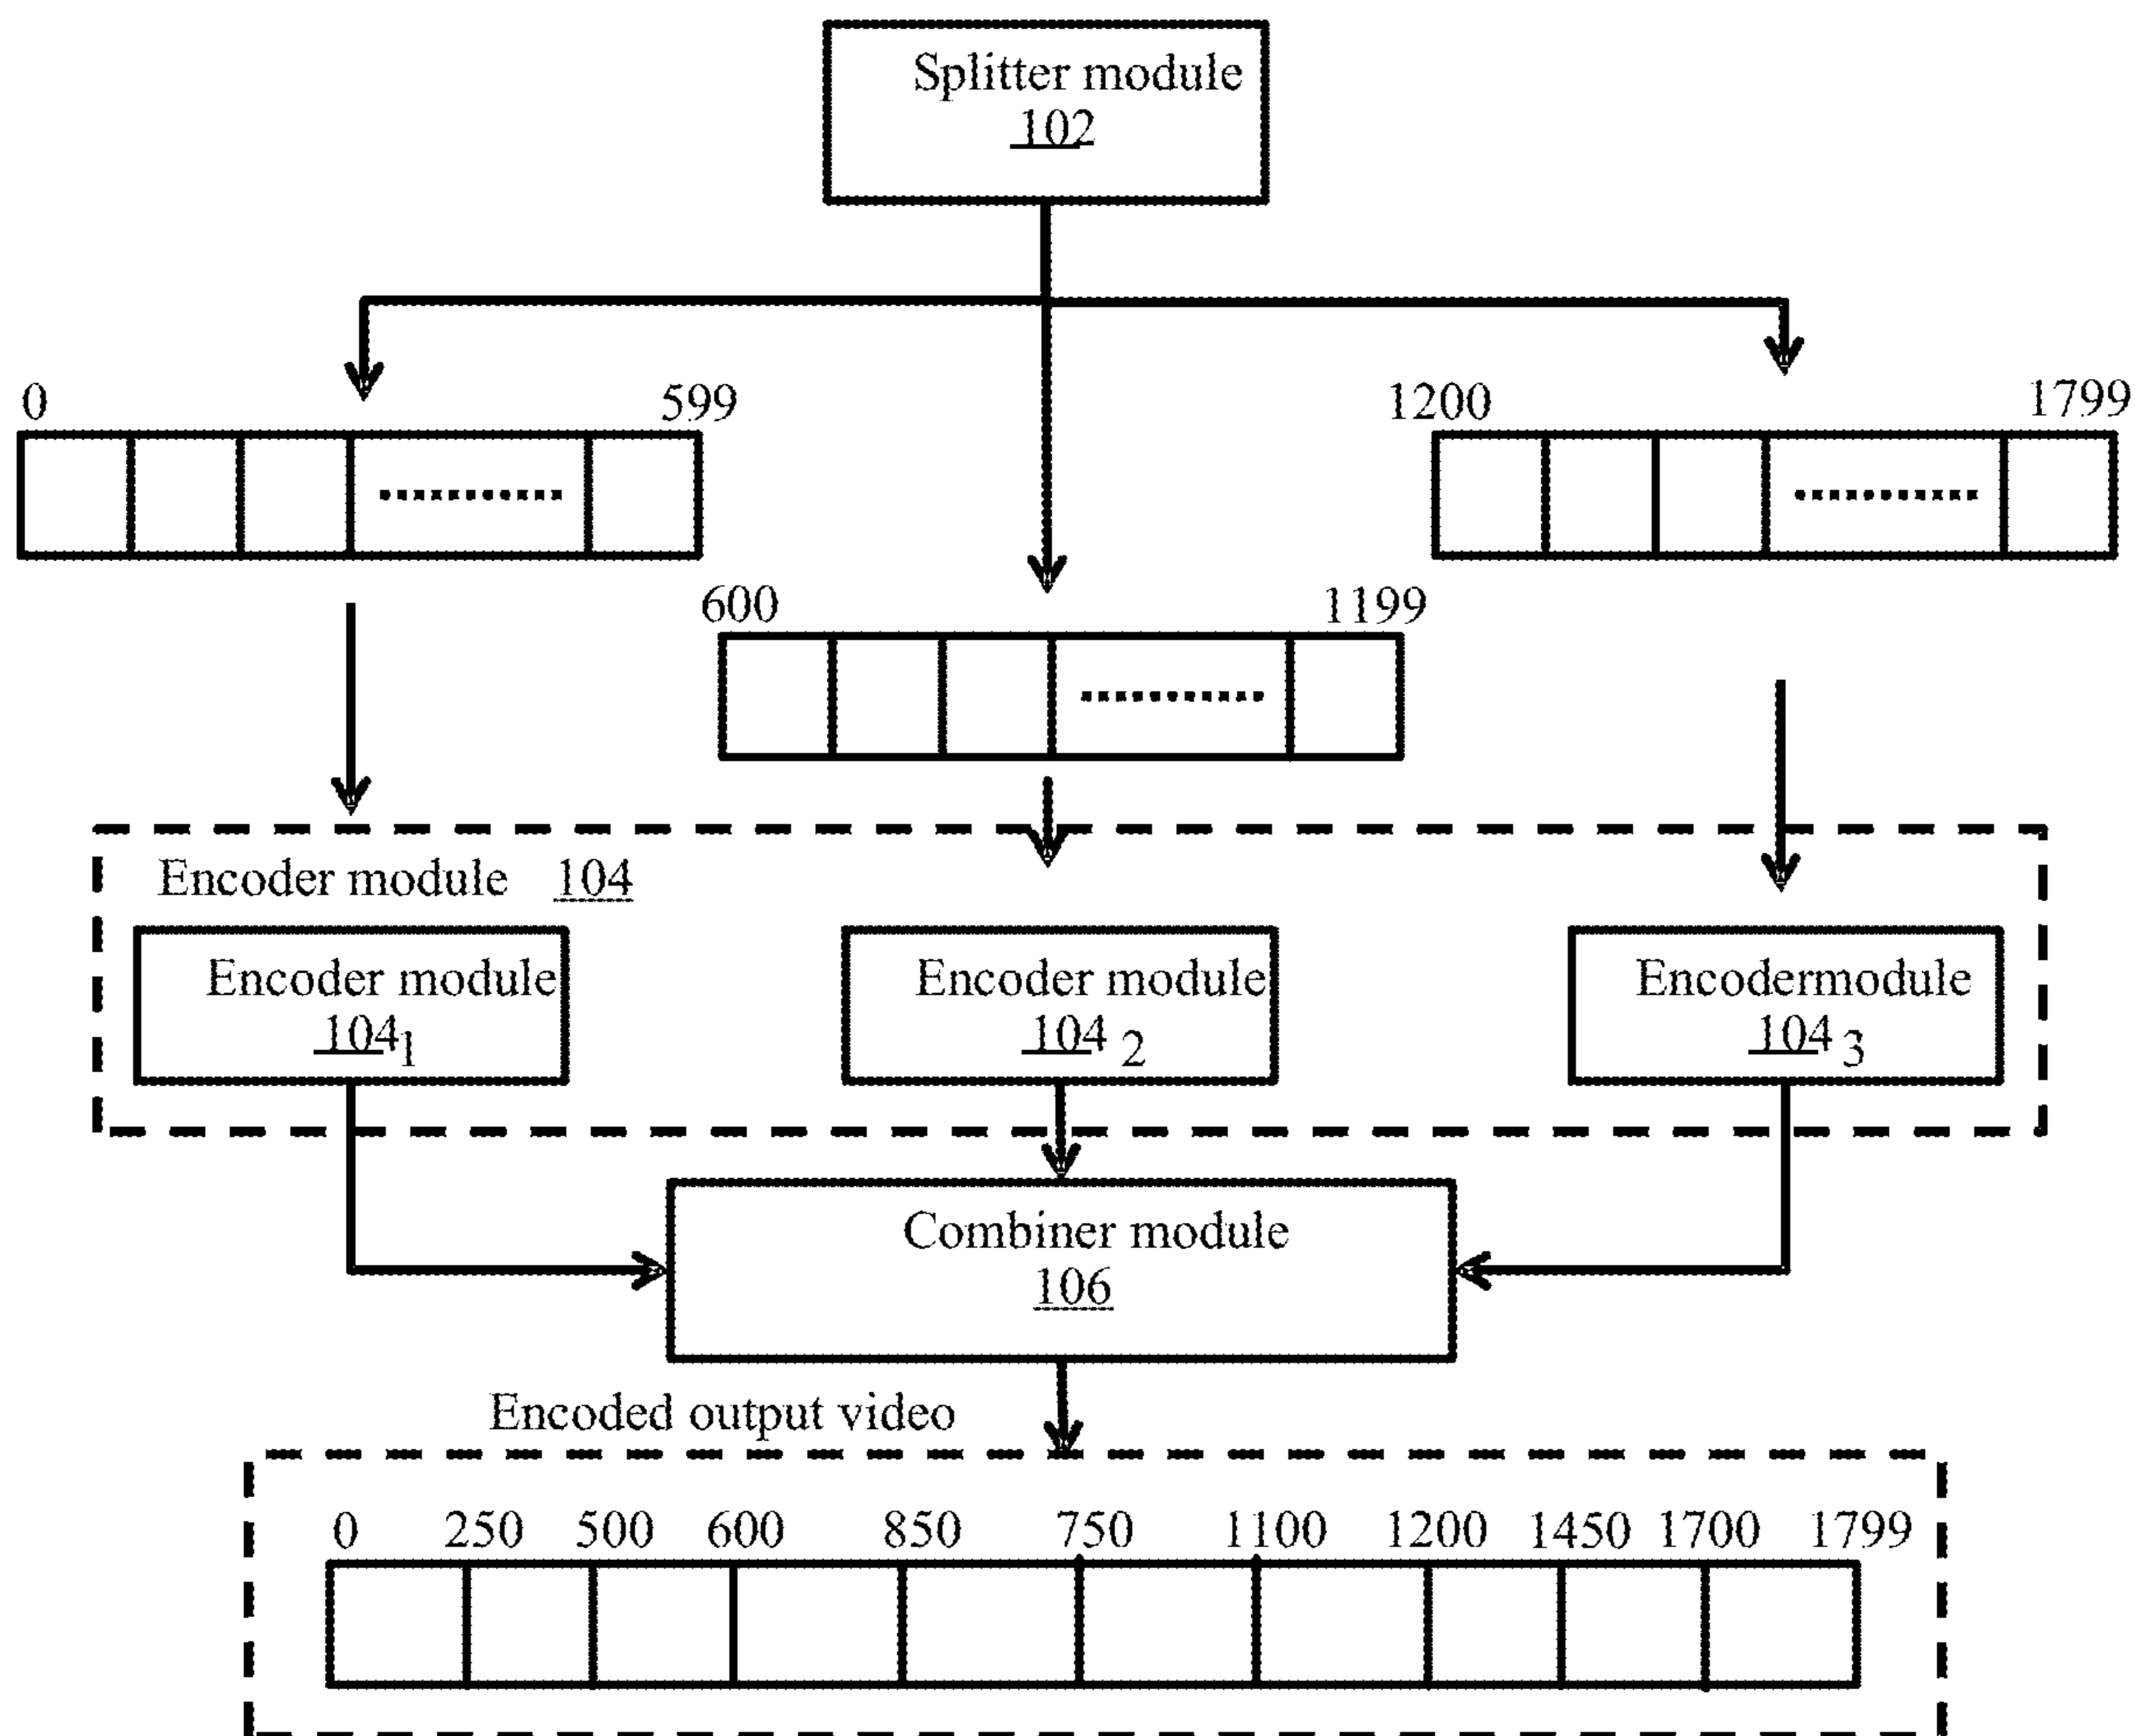 Splitter module
102
0 599
1200 1799
600 1199
Encoder module 104
Encoder module
104 1
Encoder module
104 2
Encodermodule
104 3
Combiner module
106
Encoded output video
0 250 500 600 850 750 1100 1200 1450 1700 1799